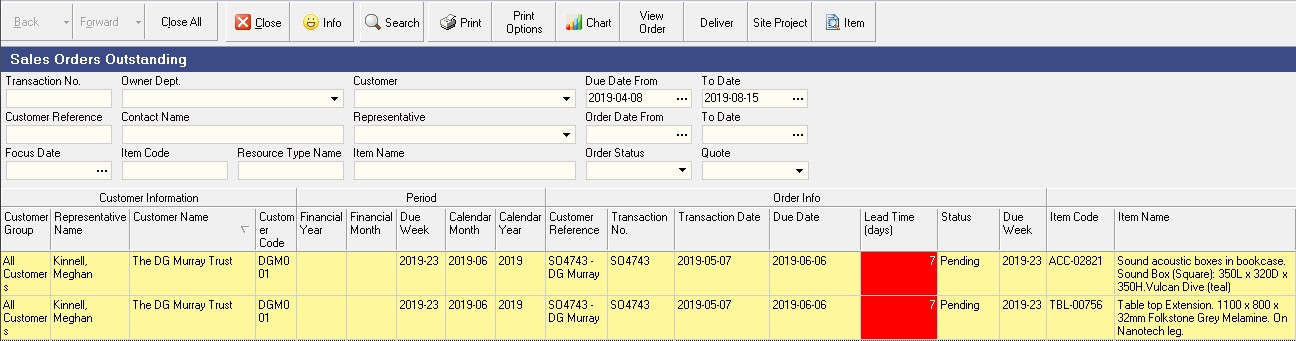 Back Forward Close All Close Info Search Print Print Options Chart View Order Deliver Site Project Item
Sales Orders Outstanding
Transaction No. Owner Dept. Customer Due Date From To Date
2019-04-08 ... 2019-08-15 ...
Customer Reference Contact Name Representative Order Date From To Date
... ...
Focus Date Item Code Resource Type Name Item Name Order Status Quote
...
Customer Information Period Order Info
Customer Group Representative Name Customer Name Customer Code Financial Year Financial Month Due Week Calendar Month Calendar Year Customer Reference Transaction No. Transaction Date Due Date Lead Time (days) Status Due Week Item Code Item Name
All Customers Kinnell, Meghan The DG Murray Trust DGM001 2019-23 2019-06 2019 SO4743 - DG Murray SO4743 2019-05-07 2019-06-06 7 Pending 2019-23 ACC-02821 Sound acoustic boxes in bookcase. Sound Box (Square): 350L x 320D x 350H.Vulcan Dive (teal)
All Customers Kinnell, Meghan The DG Murray Trust DGM001 2019-23 2019-06 2019 SO4743 - DG Murray SO4743 2019-05-07 2019-06-06 7 Pending 2019-23 TBL-00756 Table top Extension. 1100 x 800 x 32mm Folkstone Grey Melamine. On Nanotech leg.